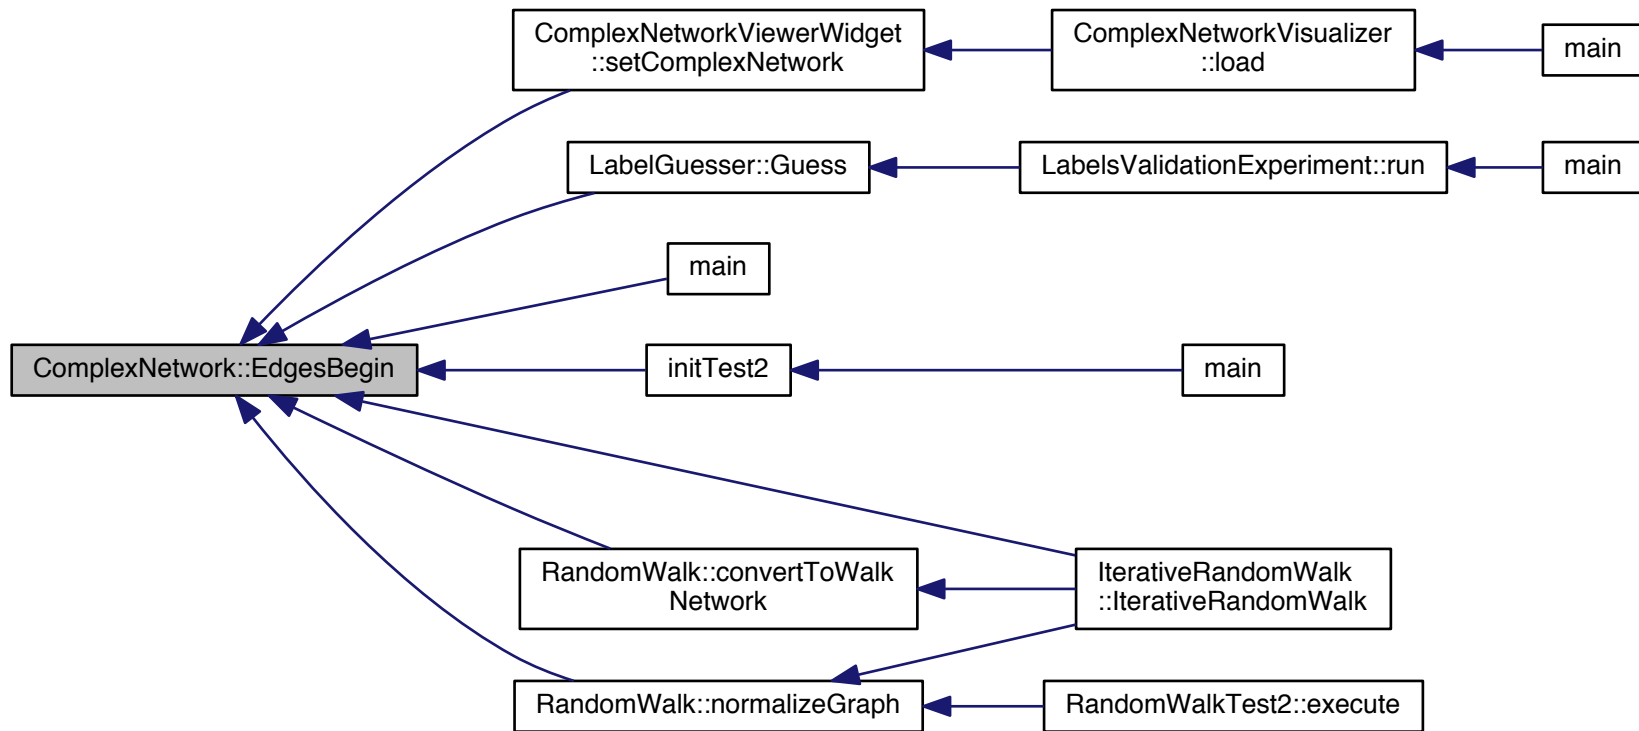 ComplexNetworkViewerWidget
::setComplexNetwork
ComplexNetworkVisualizer
::load
main
LabelGuesser::Guess
LabelsValidationExperiment::run
main
main
ComplexNetwork::EdgesBegin
initTest2
main
RandomWalk::convertToWalk
Network
IterativeRandomWalk
::IterativeRandomWalk
RandomWalk::normalizeGraph
RandomWalkTest2::execute